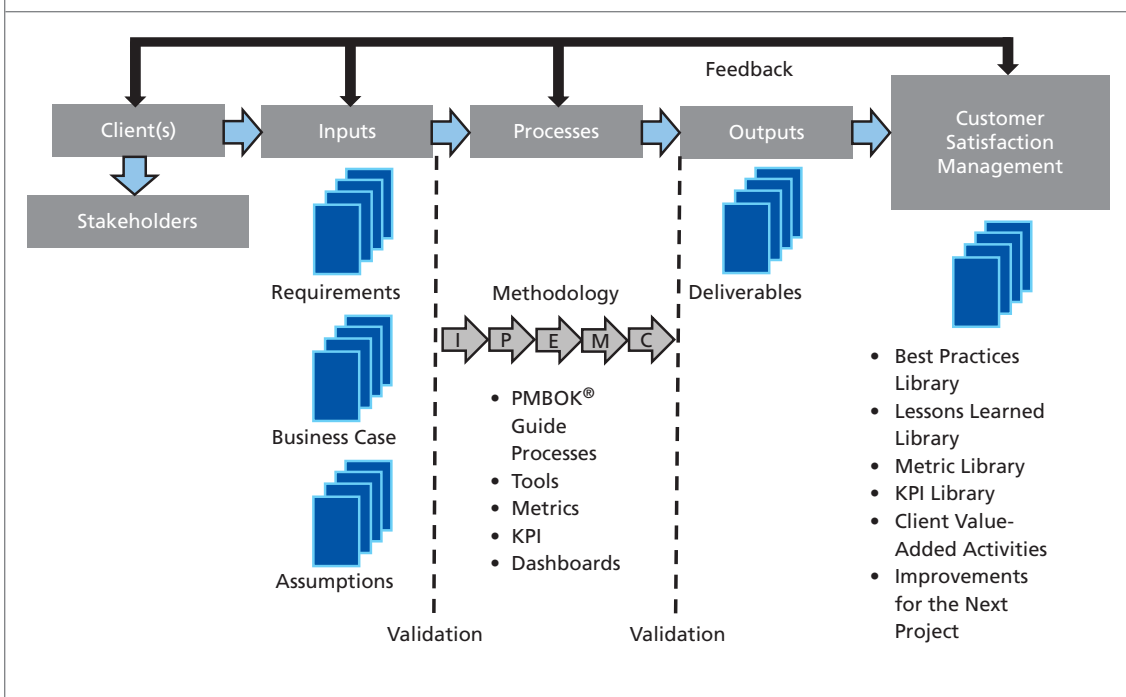 Feedback
Client(s)
Inputs
Processes
Outputs
Customer
Satisfaction
Management
Stakeholders
Requirements
Business Case
Assumptions
Validation
Methodology
I P E M C
• PMBOK®
Guide
Processes
• Tools
• Metrics
• KPI
• Dashboards
Validation
Deliverables
• Best Practices
Library
• Lessons Learned
Library
• Metric Library
• KPI Library
• Client Value-
Added Activities
• Improvements
for the Next
Project